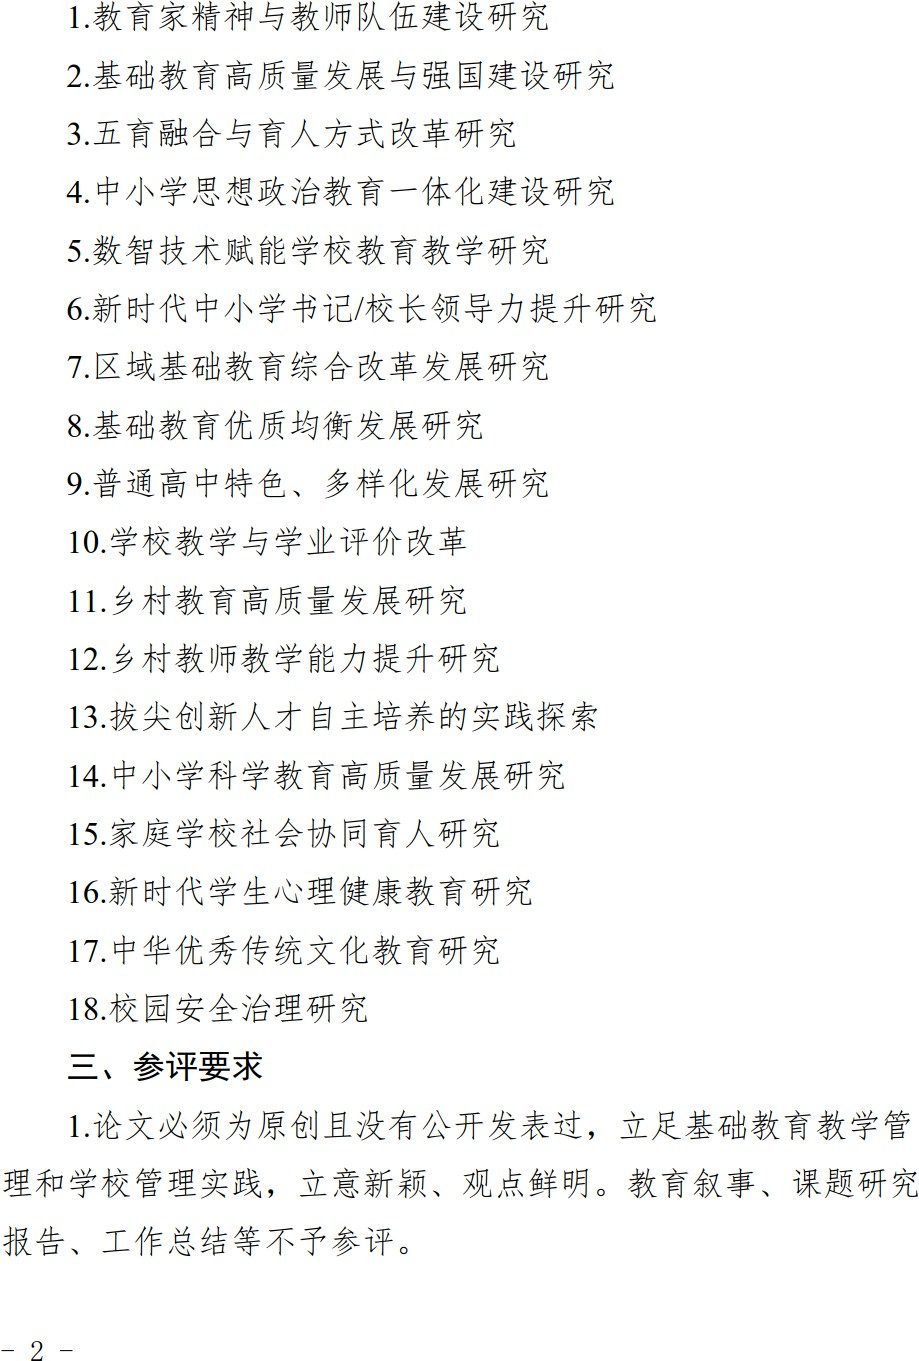 1.教育家精神与教师队伍建设研究
2.基础教育高质量发展与强国建设研究
3.五育融合与育人方式改革研究
4.中小学思想政治教育一体化建设研究
5.数智技术赋能学校教育教学研究
6.新时代中小学书记/校长领导力提升研究
7.区域基础教育综合改革发展研究
8.基础教育优质均衡发展研究
9.普通高中特色、多样化发展研究
10.学校教学与学业评价改革
11.乡村教育高质量发展研究
12.乡村教师教学能力提升研究
13.拔尖创新人才自主培养的实践探索
14.中小学科学教育高质量发展研究
15.家庭学校社会协同育人研究
16.新时代学生心理健康教育研究
17.中华优秀传统文化教育研究
18.校园安全治理研究
三、参评要求
1.论文必须为原创且没有公开发表过，立足基础教育教学管
理和学校管理实践，立意新颖、观点鲜明。教育叙事、课题研究
报告、工作总结等不予参评。
- 2 -